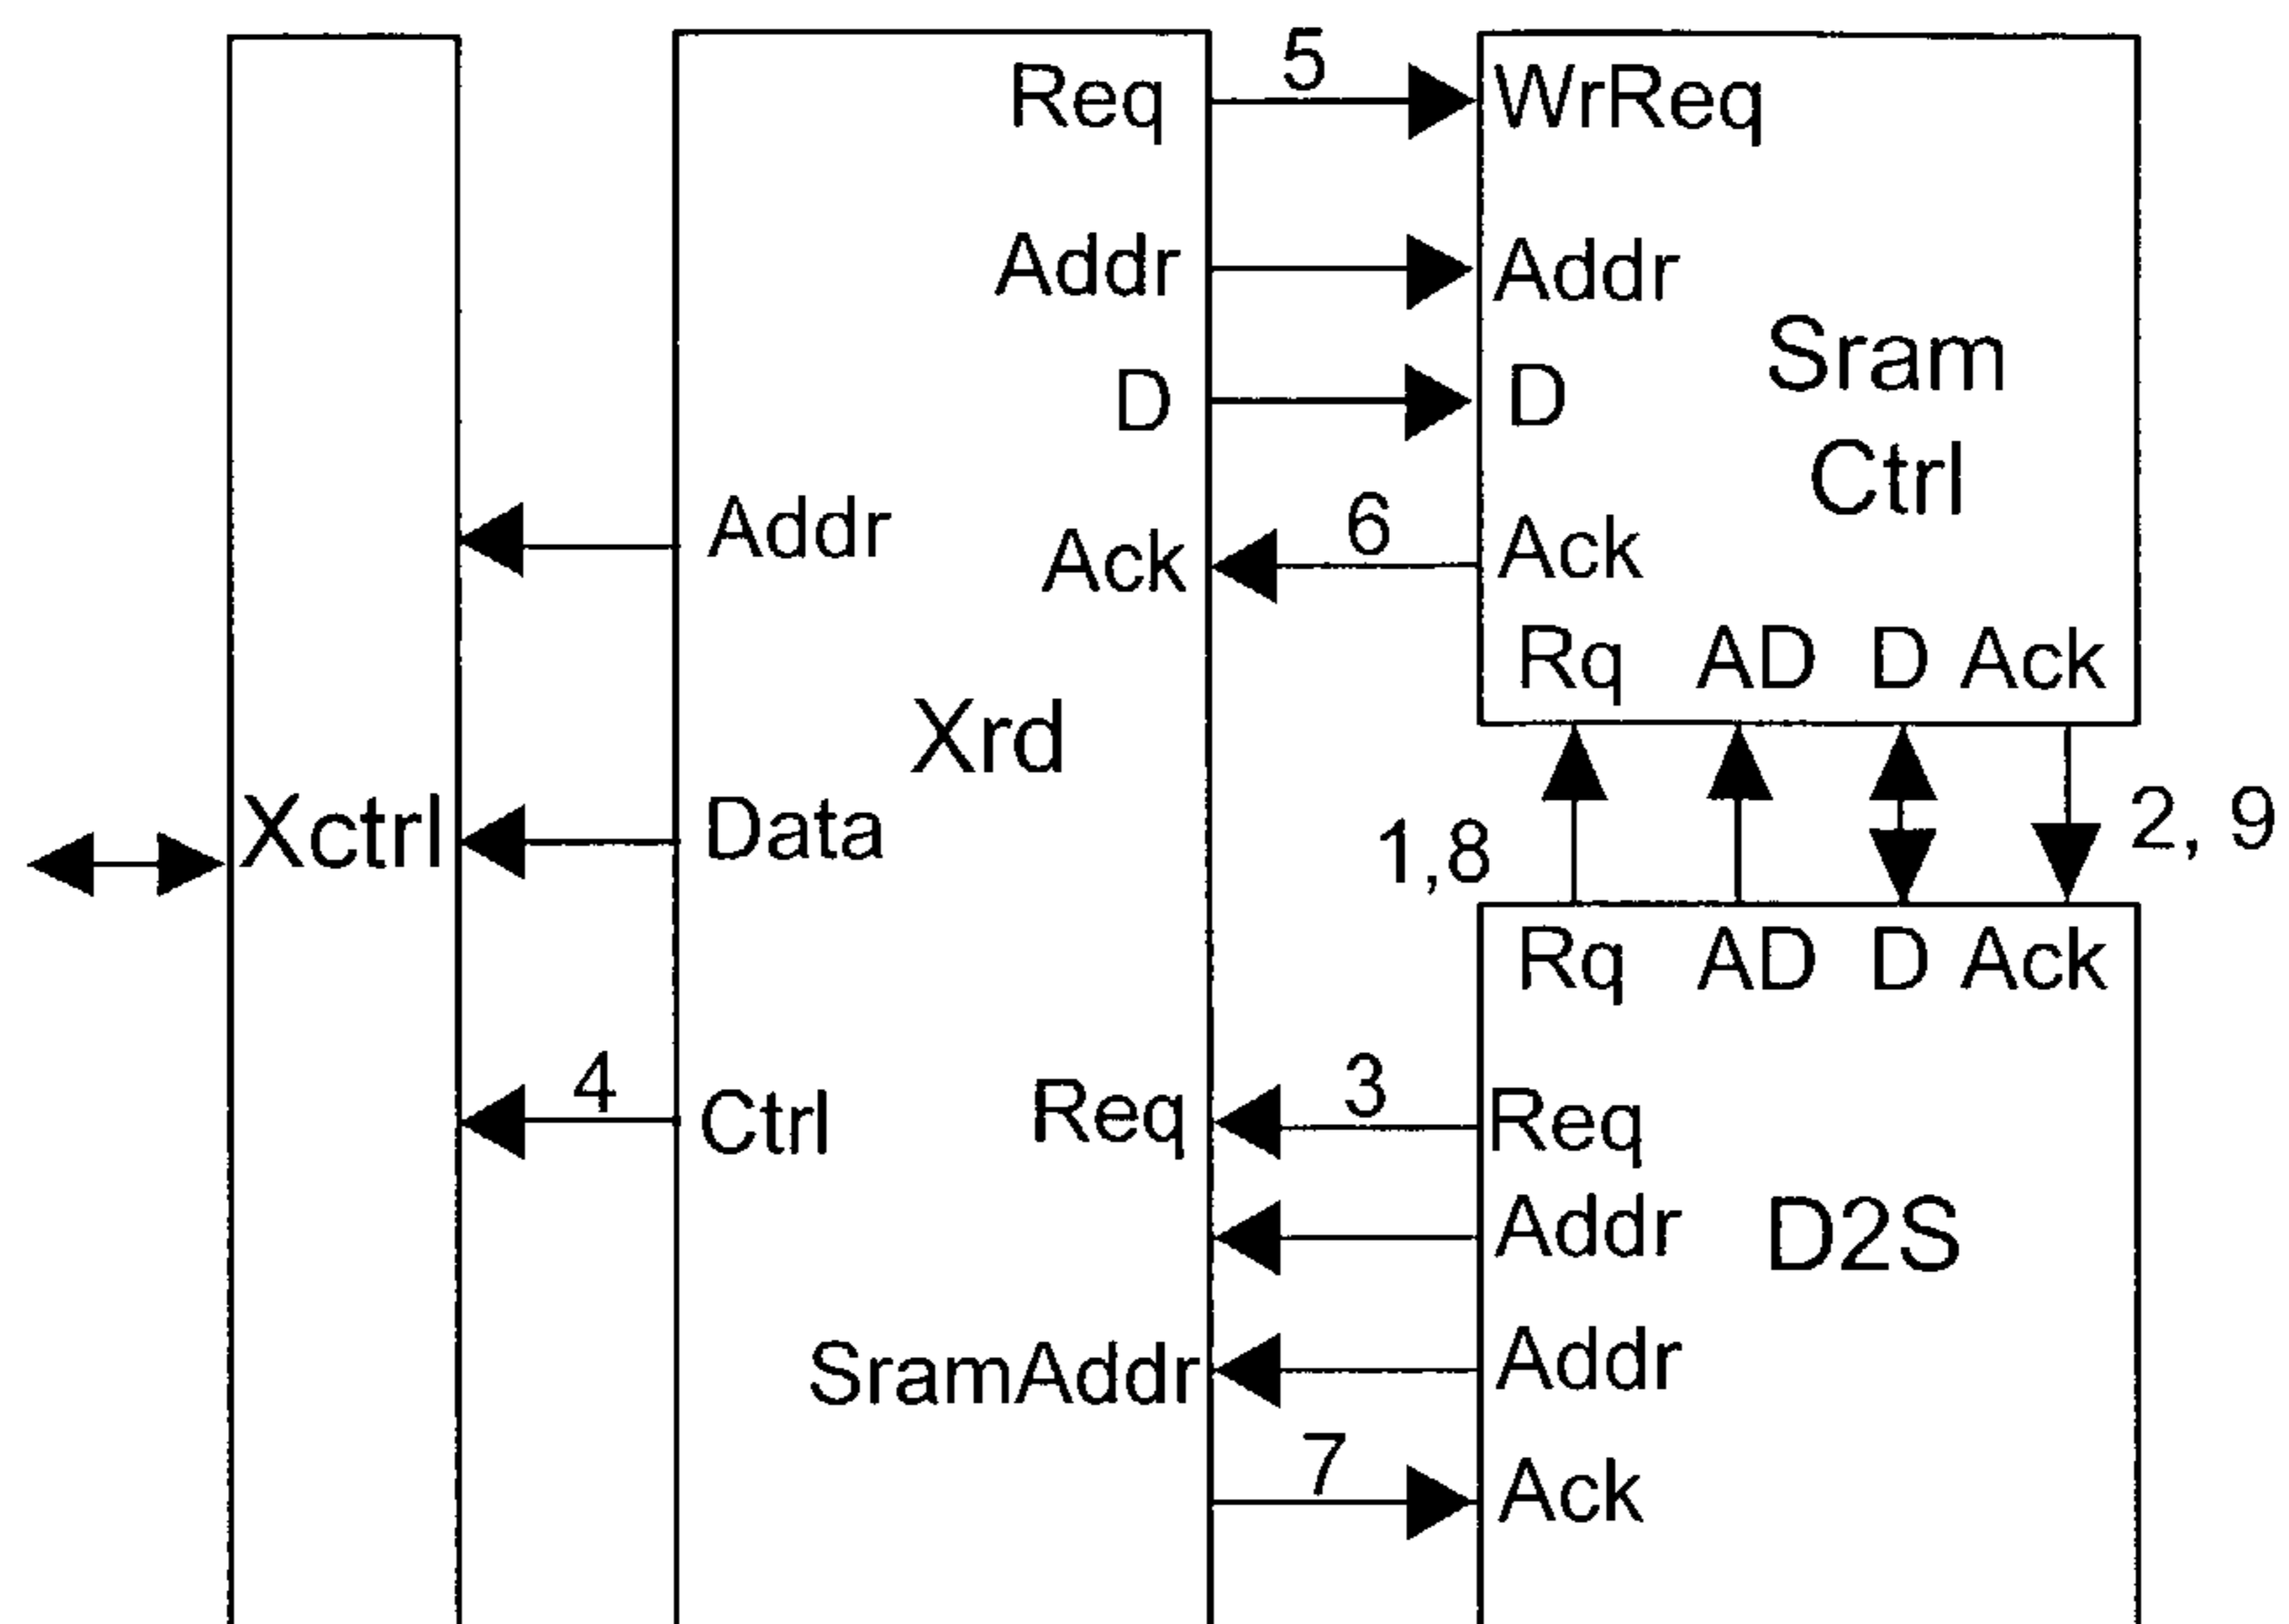 Req 5 WrReq
Addr Addr
D D
Sram
Ctrl
Addr
Ack 6 Ack
Rq AD D Ack
Xrd
Xctrl
Data
1,8
2, 9
Rq AD D Ack
4 Ctrl
Req 3 Req
Addr
D2S
SramAddr Addr
7 Ack